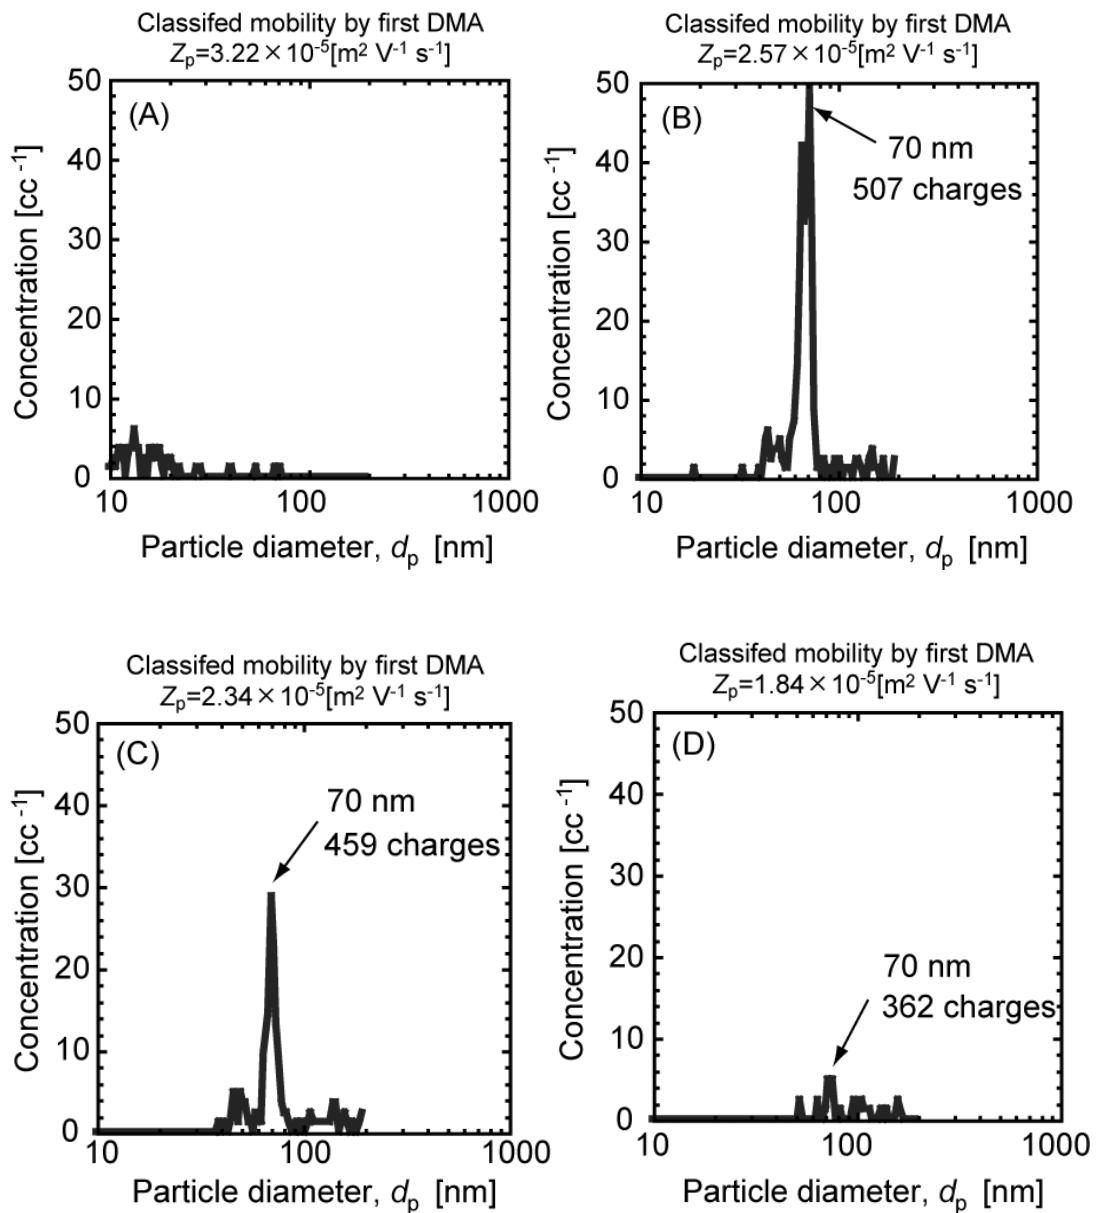 Classifed mobility by first DMA
Zp=3.22×10-5[m2 V-1 s-1]
(A)
50
40
30
20
10
0
Concentration [cc-1]
10
100
1000
Particle diameter, dp [nm]
Classifed mobility by first DMA
Zp=2.57×10-5[m2 V-1 s-1]
(B)
70 nm
507 charges
50
40
30
20
10
0
Concentration [cc-1]
10
100
1000
Particle diameter, dp [nm]
Classifed mobility by first DMA
Zp=2.34×10-5[m2 V-1 s-1]
(C)
70 nm
459 charges
50
40
30
20
10
0
Concentration [cc-1]
10
100
1000
Particle diameter, dp [nm]
Classifed mobility by first DMA
Zp=1.84×10-5[m2 V-1 s-1]
(D)
70 nm
362 charges
50
40
30
20
10
0
Concentration [cc-1]
10
100
1000
Particle diameter, dp [nm]